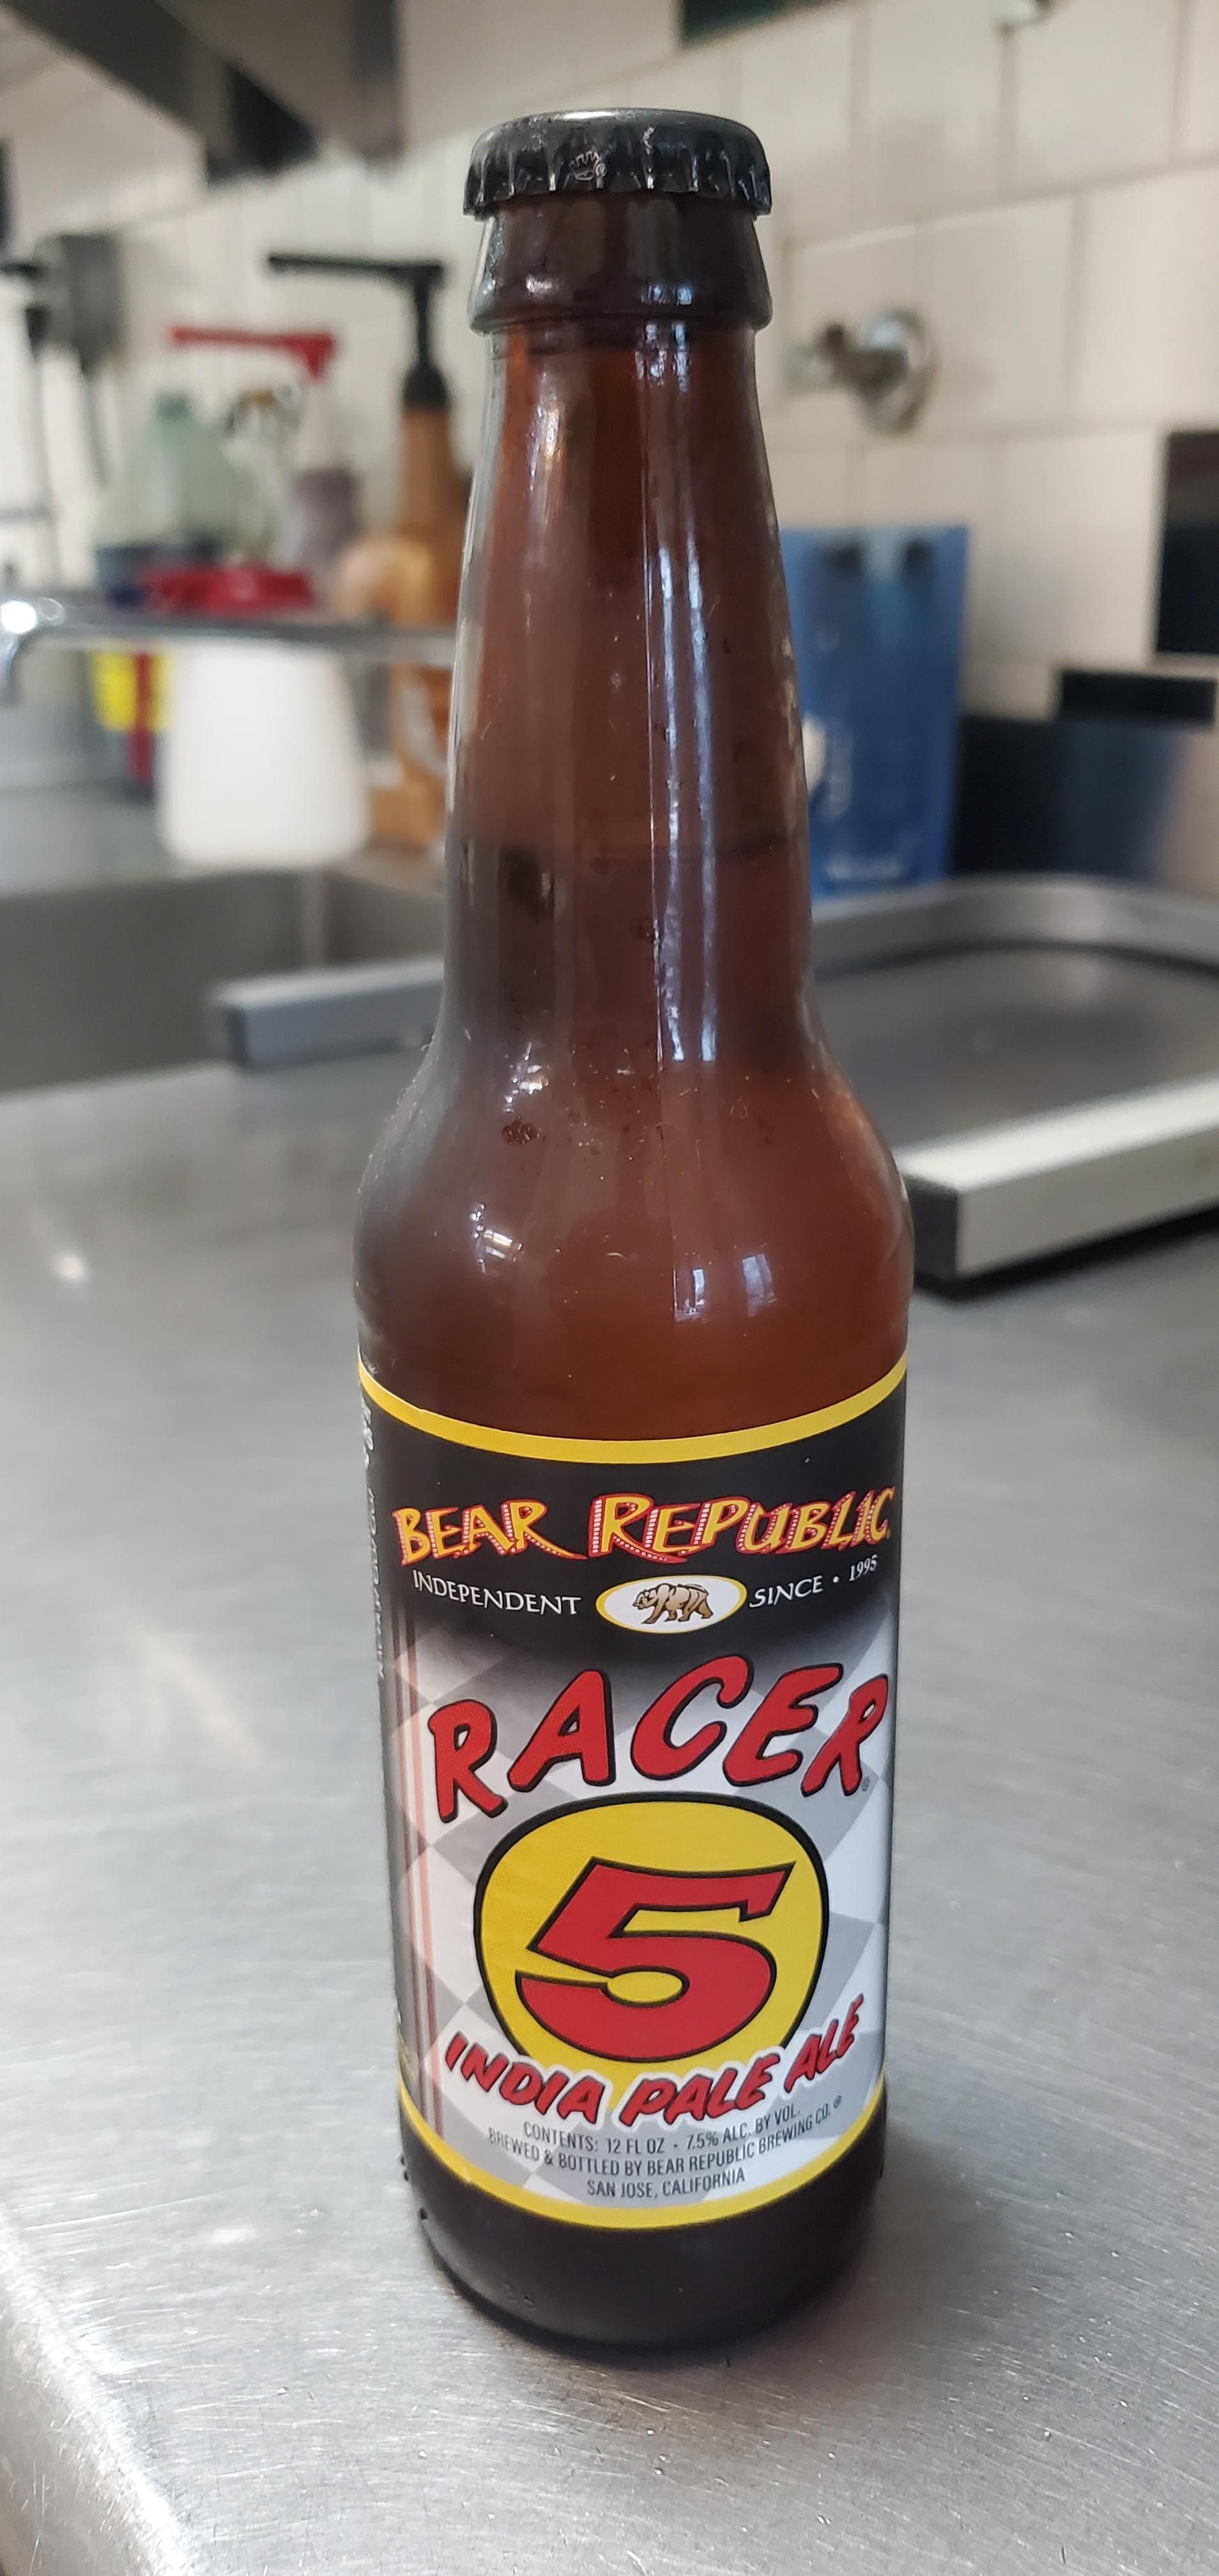 BEAR REPUBLIC
INDEPENDENT SINCE • 1995
RACER®
5
INDIA PALE ALE
CONTENTS: 12 FL OZ • 7.5% ALC. BY VOL.
BREWED & BOTTLED BY BEAR REPUBLIC BREWING CO.®
SAN JOSE, CALIFORNIA